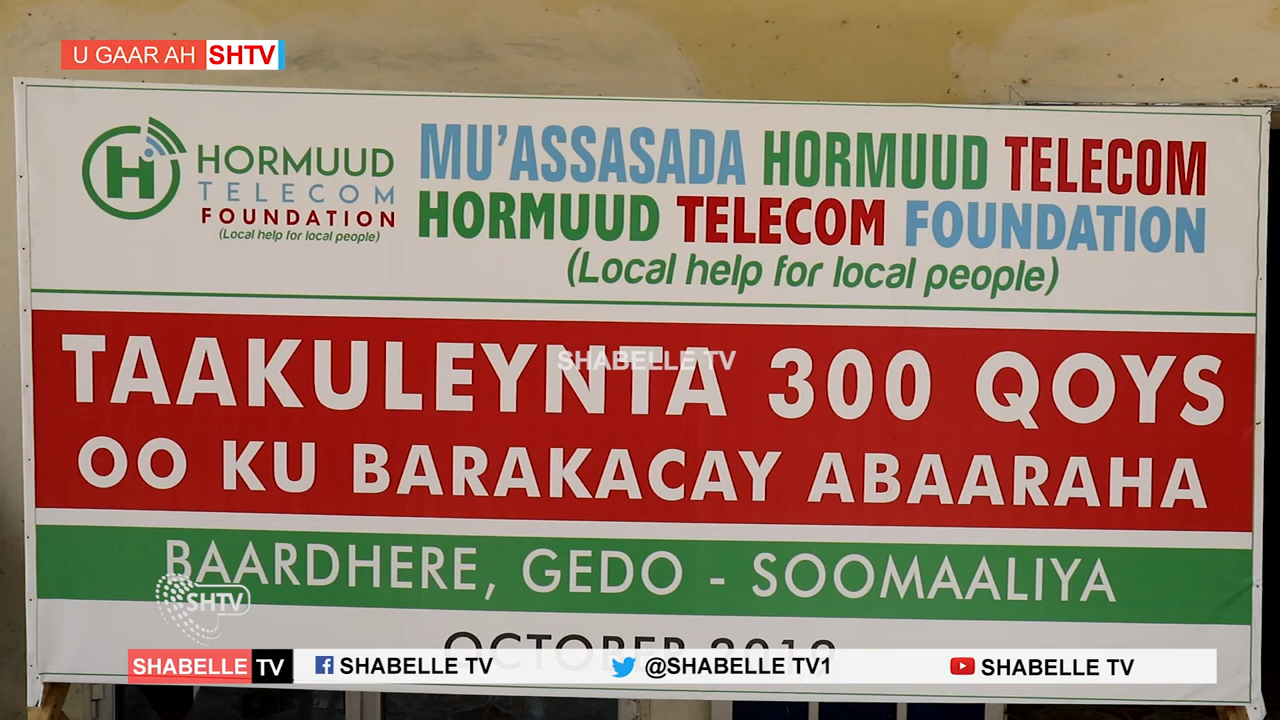 U GAAR AH SHTV
HORMUUD
TELECOM
FOUNDATION
(Local help for local people)
MU'ASSASADA HORMUUD TELECOM
HORMUUD TELECOM FOUNDATION
(Local help for local people)
TAAKULEYNTA 300 QOYS
SHABELLE TV
OO KU BARAKACAY ABAARAHA
BAARDHERE, GEDO - SOOMAALIYA
SHTV
OCTOBER
SHABELLE TV
SHABELLE TV
@SHABELLE TV1
SHABELLE TV